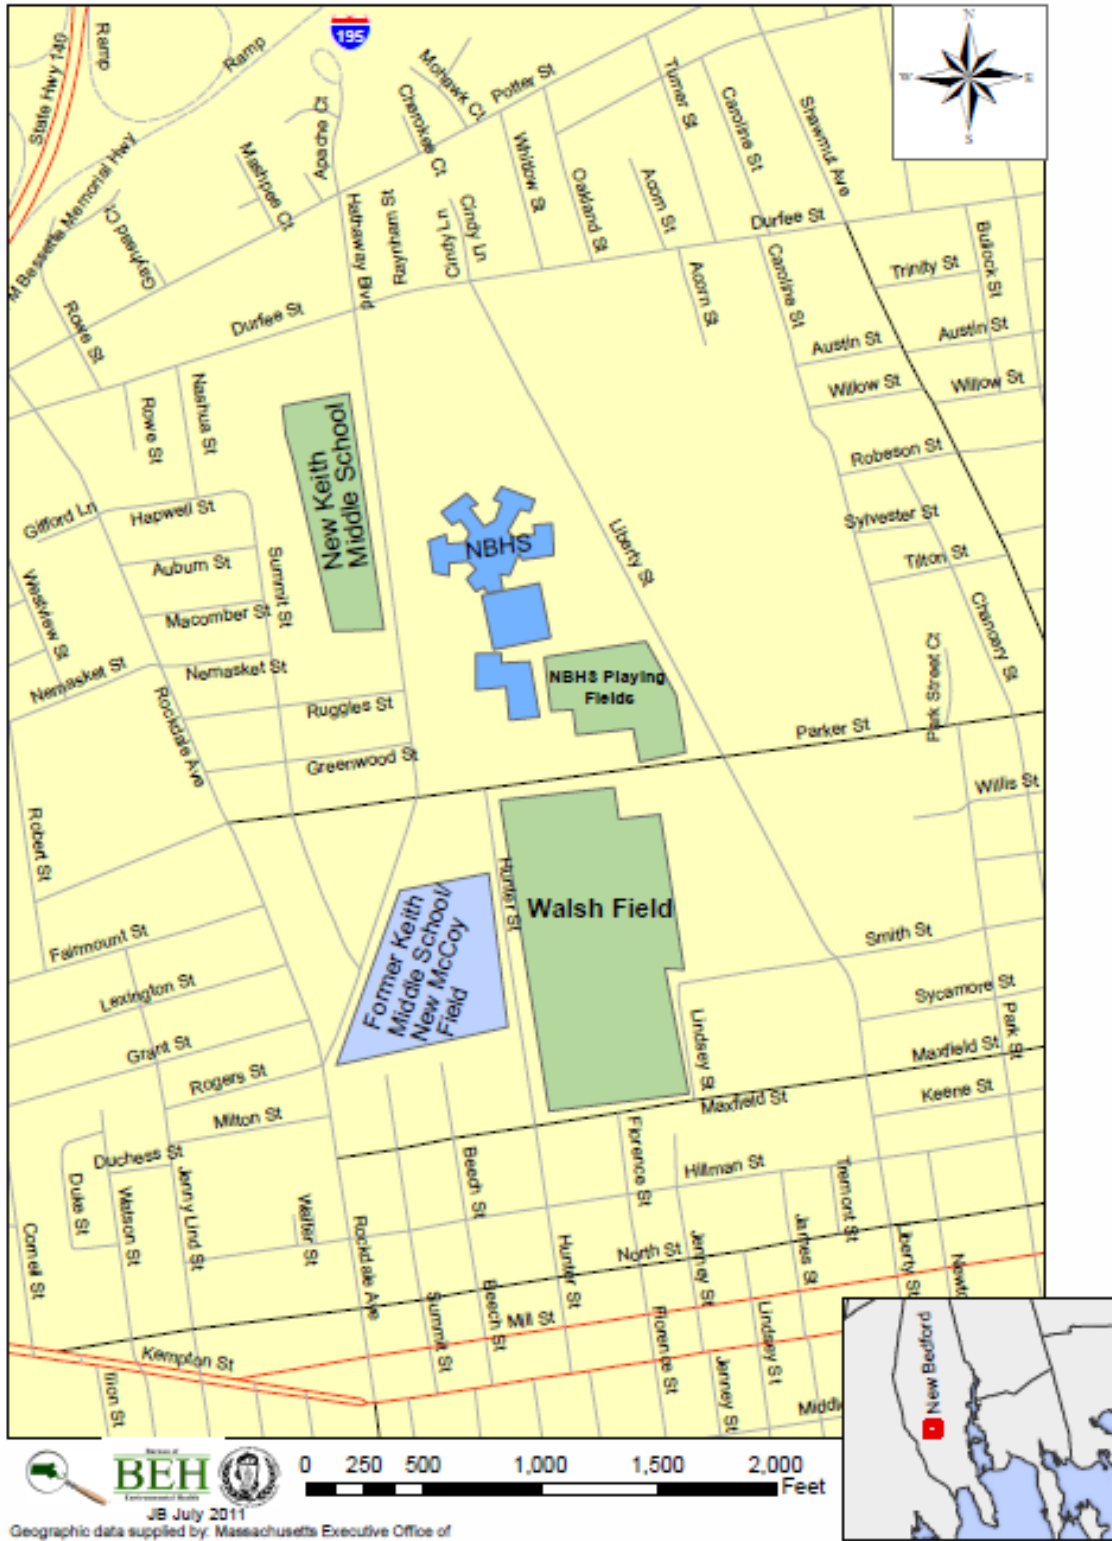 N
W
E
S
195
State Hwy 140
Ramp
Ramp
M Bessette Memorial Hwy
Mohawk Ct
Potter St
Cherokee Ct
Apache Ct
Mashpee Ct
Gayhead Ct
Turner St
Caroline St
Shawmut Ave
Whitlow St
Oakland St
Acorn St
Durfee St
Hathaway Blvd
Raynham St
Cindy Ln
Cindy Ln
Acorn St
Caroline St
Trinity St
Bullock St
Rowe St
Durfee St
Austin St
Austin St
Willow St
Willow St
Rowe St
Nashua St
New Keith
Middle School
Robeson St
Gifford Ln
Hapwell St
NBHS
Liberty St
Sylvester St
Tilton St
Auburn St
Summit St
Westview St
Macomber St
Chancery St
Nemasket St
Nemasket St
NBHS Playing
Fields
Park Street Ct
Rockdale Ave
Ruggles St
Parker St
Greenwood St
Willis St
Robert St
Hunter St
Walsh Field
Former Keith
Middle School/
New McCoy
Field
Fairmount St
Smith St
Lexington St
Sycamore St
Lindsey St
Park St
Grant St
Maxfield St
Rogers St
Keene St
Maxfield St
Milton St
Florence St
Duchess St
Hillman St
Duke St
Watson St
Jenny Lind St
Beech St
Tremont St
Walter St
Rockdale Ave
Cornell St
North St
Hunter St
Jenney St
James St
Liberty St
Newto
Summit St
Beech St
Mill St
Florence St
Lindsey St
Kempton St
Jenney St
Middl
New Bedford
Bureau of
BEH
Environmental Health
0 250 500 1,000 1,500 2,000
Feet
JB July 2011
Geographic data supplied by: Massachusetts Executive Office of